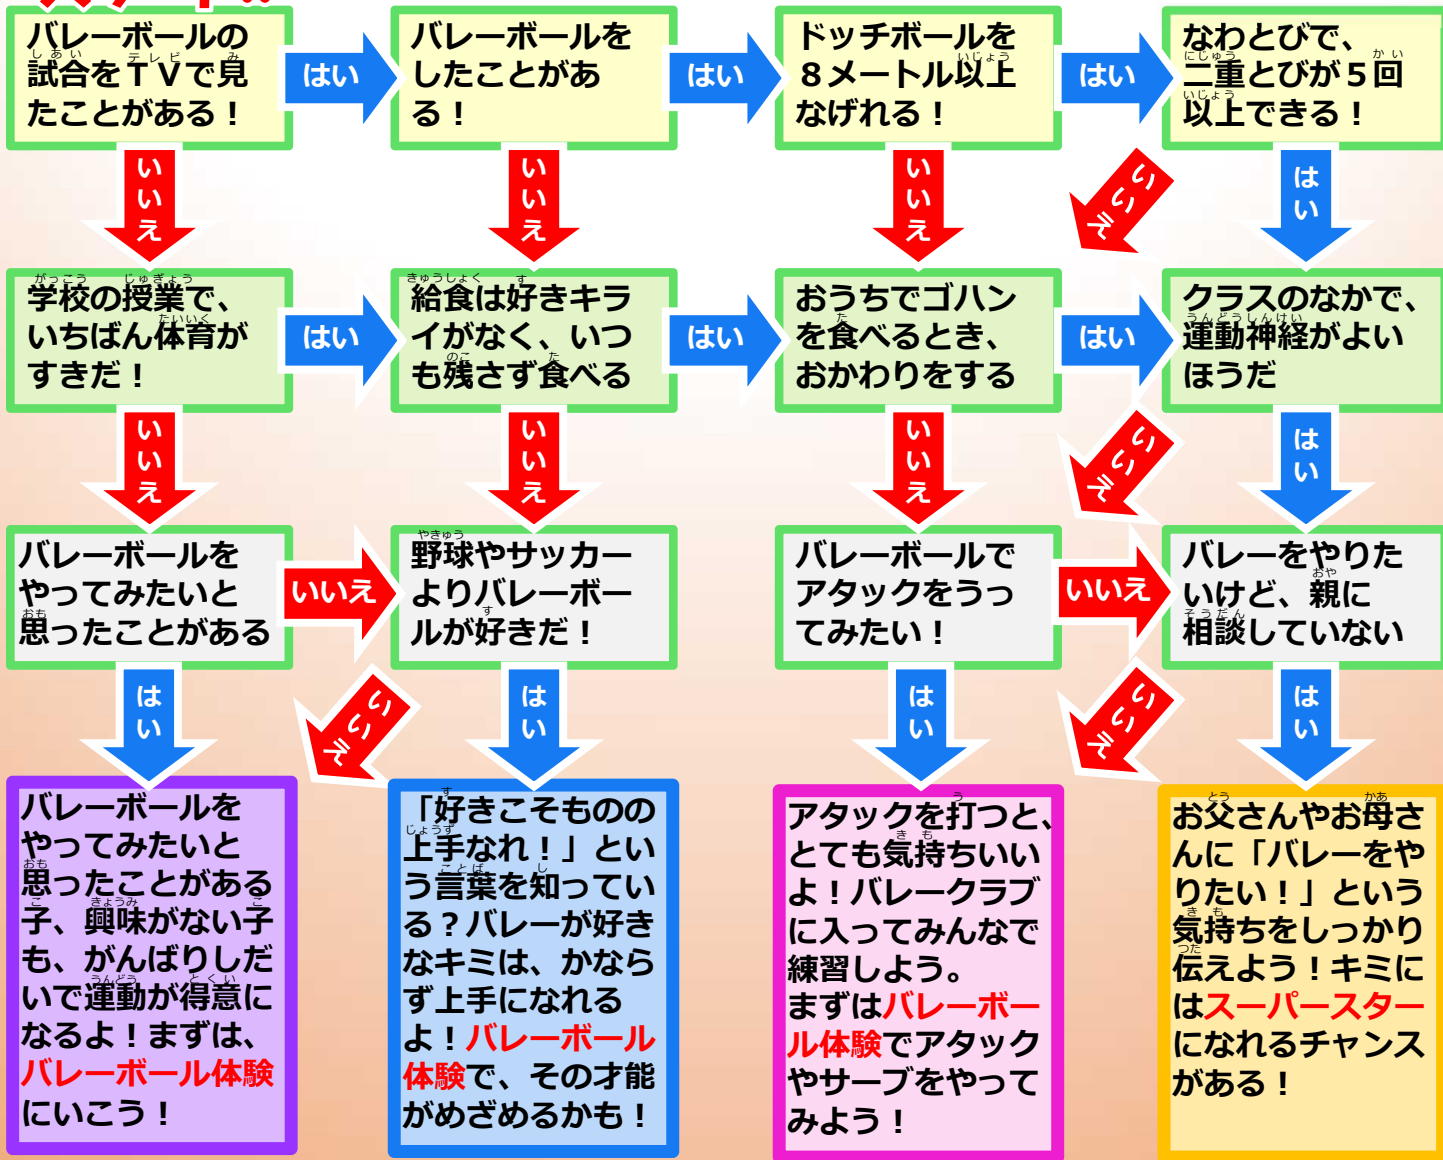 バレーボールの
試合をＴＶで見
たことがある！
はい
バレーボールを
したことがあ
る！
はい
ドッチボールを
８メートル以上
なげれる！
はい
なわとびで、
二重とびが５回
以上できる！
いいえ
いいえ
いいえ
いいえ
はい
学校の授業で、
いちばん体育が
すきだ！
はい
給食は好きキラ
イがなく、いつ
も残さず食べる
はい
おうちでゴハン
を食べるとき、
おかわりをする
はい
クラスのなかで、
運動神経がよい
ほうだ
いいえ
いいえ
いいえ
いいえ
はい
バレーボールを
やってみたいと
思ったことがある
いいえ
野球やサッカー
よりバレーボー
ルが好きだ！
バレーボールで
アタックをうっ
てみたい！
いいえ
バレーをやりた
いけど、親に
相談していない
はい
いいえ
はい
はい
いいえ
はい
バレーボールを
やってみたいと
思ったことがある
子、興味がない子
も、がんばりしだ
いで運動が得意に
なるよ！まずは、
バレーボール体験
にいこう！
「好きこそものの
上手なれ！」とい
う言葉を知ってい
る？バレーが好き
なキミは、かなら
ず上手になれる
よ！バレーボール
体験で、その才能
がめざめるかも！
アタックを打つと、
とても気持ちいい
よ！バレークラブ
に入ってみんなで
練習しよう。
まずはバレーボー
ル体験でアタック
やサーブをやって
みよう！
お父さんやお母さ
んに「バレーをや
りたい！」という
気持ちをしっかり
伝えよう！キミに
はスーパースター
になれるチャンス
がある！